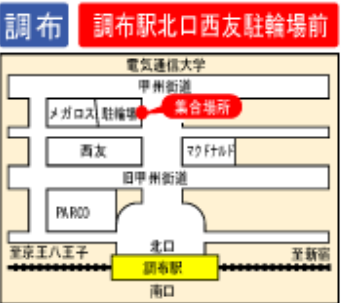 調布 調布駅北口西友駐輪場前
電気通信大学
甲州街道
メガロス 駐輪場 集合場所
西友 マクドナルド
旧甲州街道
PARCO
至京王八王子 北口 至新宿
調布駅
南口